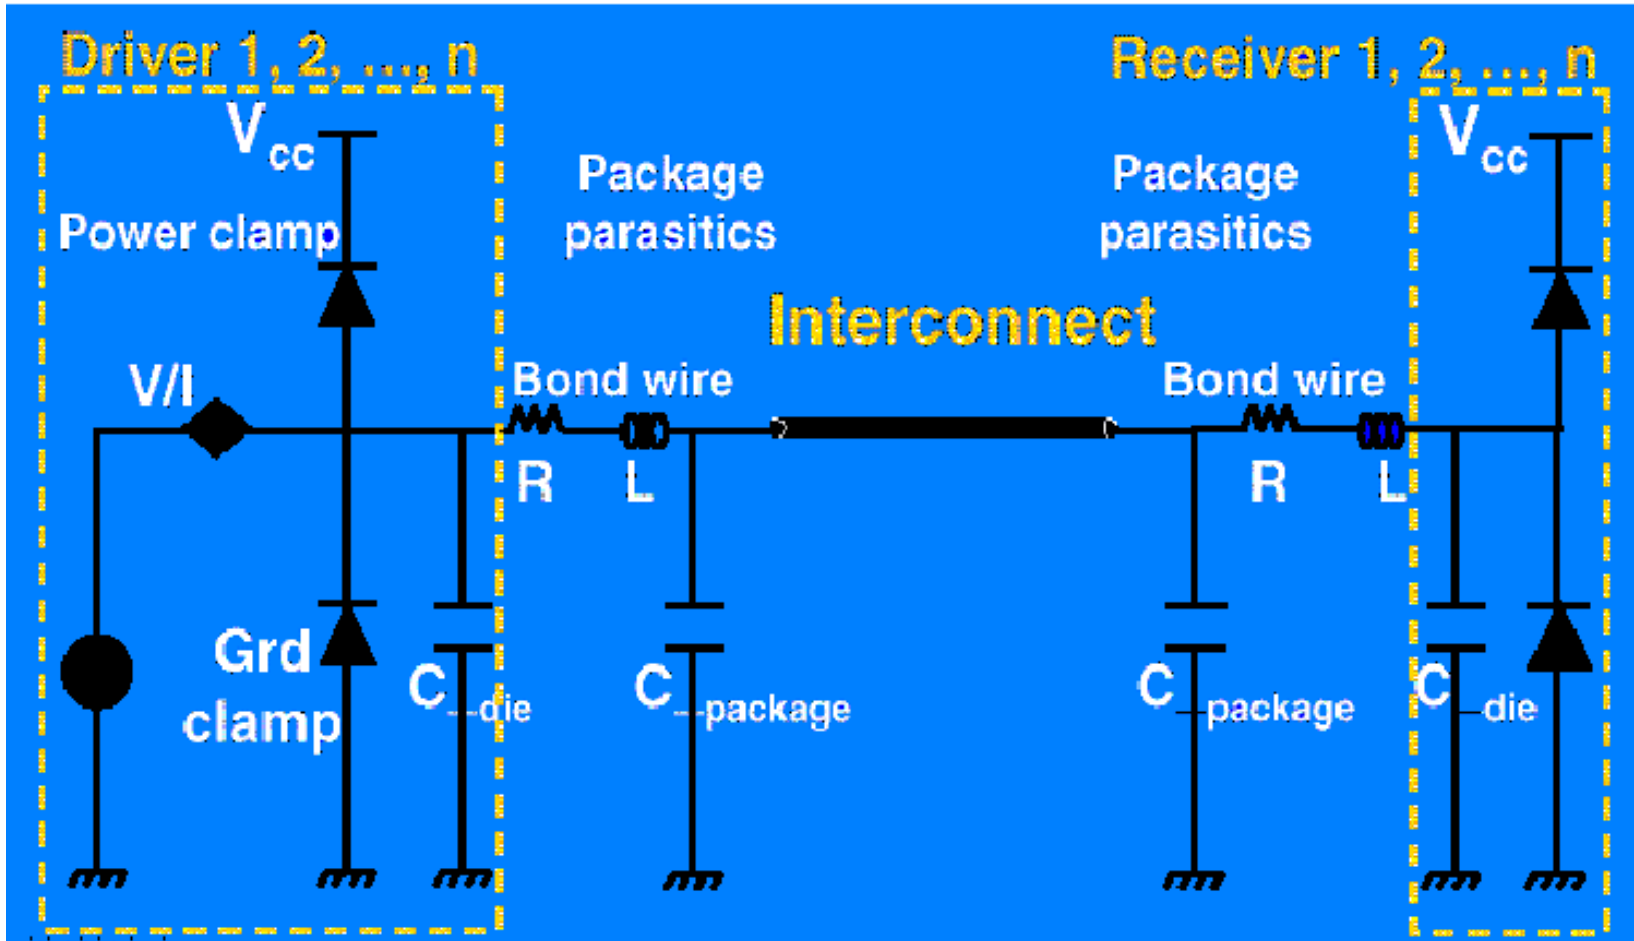 Driver 1, 2, ..., n
Receiver 1, 2, ..., n
Vcc
Vcc
Package
parasitics
Package
parasitics
Power clamp
Interconnect
V/I
Bond wire
Bond wire
R
L
R
L
Grd
clamp
C_die
C_package
C_package
C_die